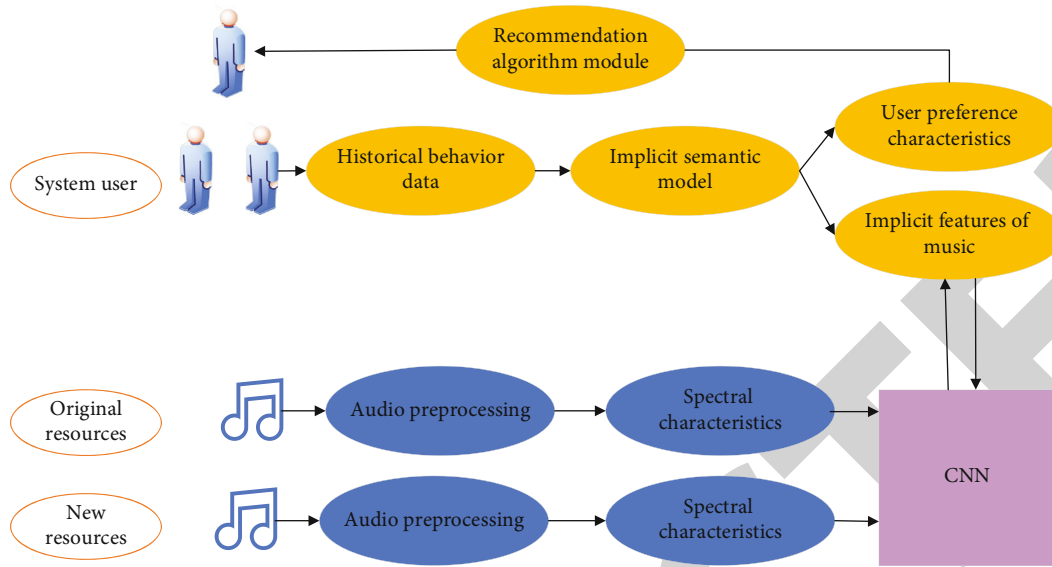 Recommendation
algorithm module
User preference
characteristics
System user
Historical behavior
data
Implicit semantic
model
Implicit features of
music
Original
resources
Audio preprocessing
Spectral
characteristics
CNN
New
resources
Audio preprocessing
Spectral
characteristics